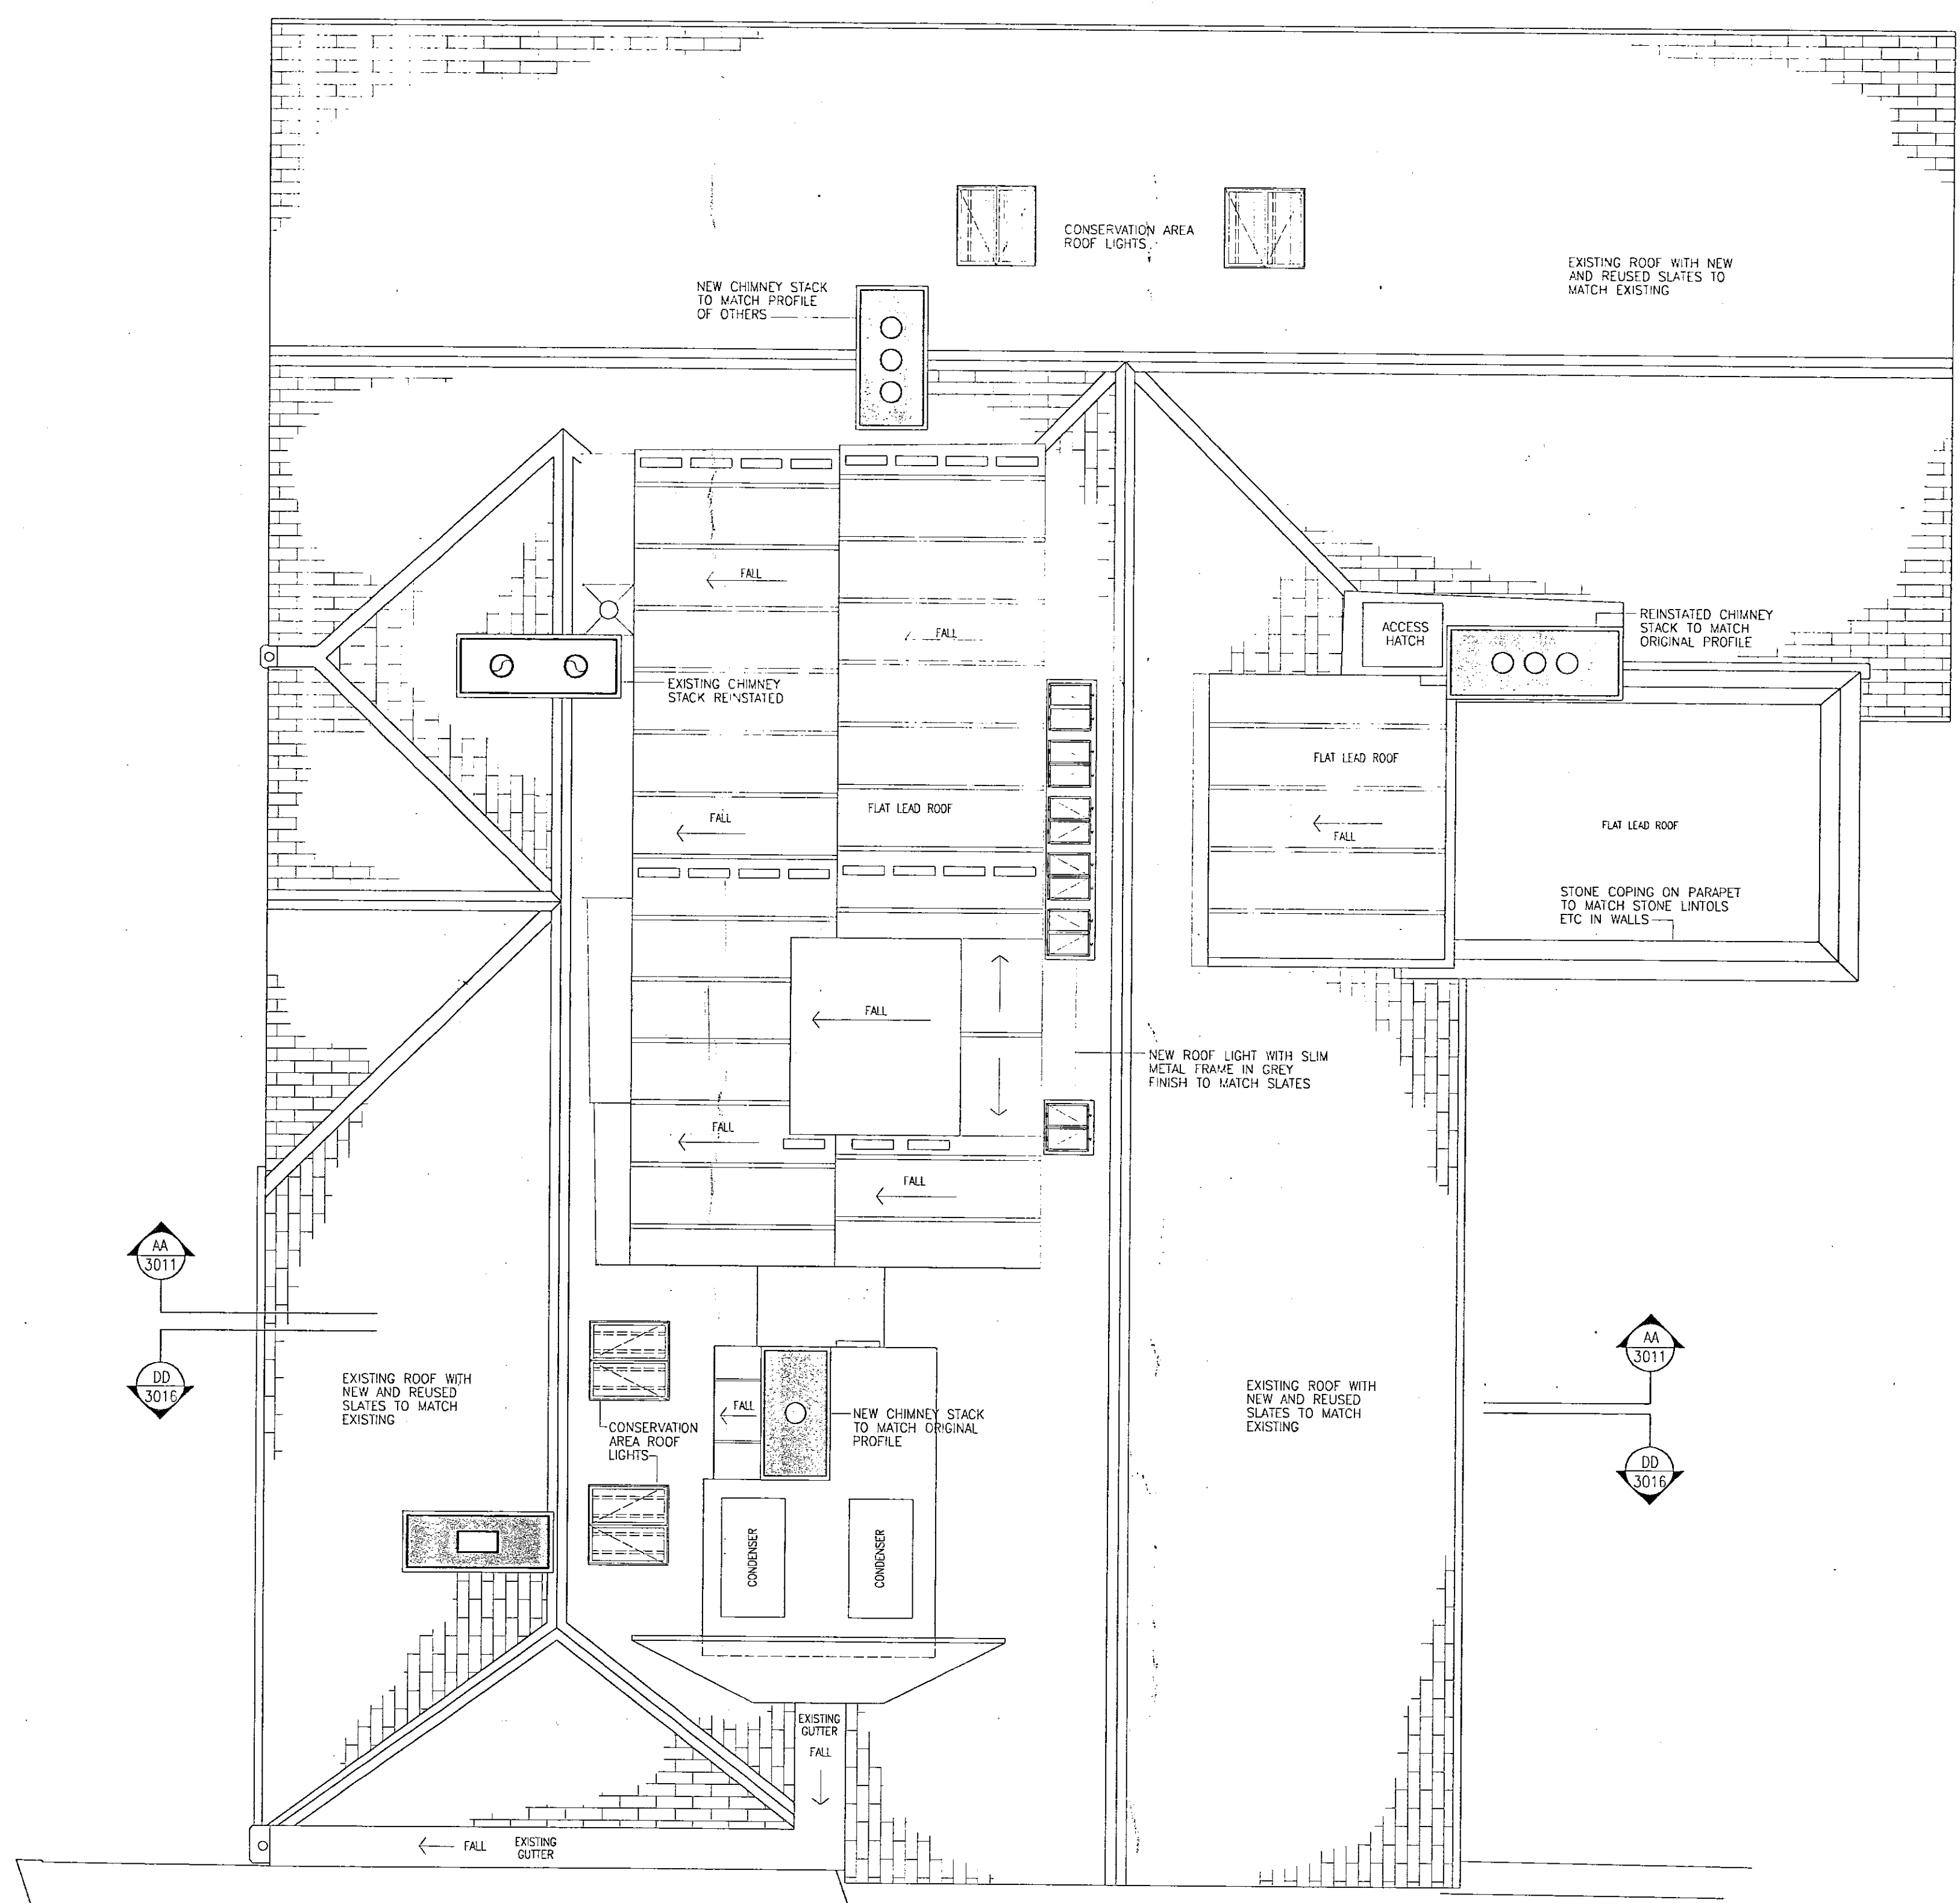 CONSERVATION AREA
ROOF LIGHTS
EXISTING ROOF WITH NEW
AND REUSED SLATES TO
MATCH EXISTING
NEW CHIMNEY STACK
TO MATCH PROFILE
OF OTHERS
FALL
FALL
ACCESS
HATCH
REINSTATED CHIMNEY
STACK TO MATCH
ORIGINAL PROFILE
EXISTING CHIMNEY
STACK REINSTATED
FLAT LEAD ROOF
FALL
FLAT LEAD ROOF
FALL
FLAT LEAD ROOF
STONE COPING ON PARAPET
TO MATCH STONE LINTOLS
ETC IN WALLS
FALL
NEW ROOF LIGHT WITH SLIM
METAL FRAME IN GREY
FINISH TO MATCH SLATES
FALL
FALL
AA
3011
DD
3016
EXISTING ROOF WITH
NEW AND REUSED
SLATES TO MATCH
EXISTING
CONSERVATION
AREA ROOF
LIGHTS
FALL
NEW CHIMNEY STACK
TO MATCH ORIGINAL
PROFILE
EXISTING ROOF WITH
NEW AND REUSED
SLATES TO MATCH
EXISTING
AA
3011
DD
3016
CONDENSER
CONDENSER
EXISTING
GUTTER
FALL
FALL
EXISTING
GUTTER